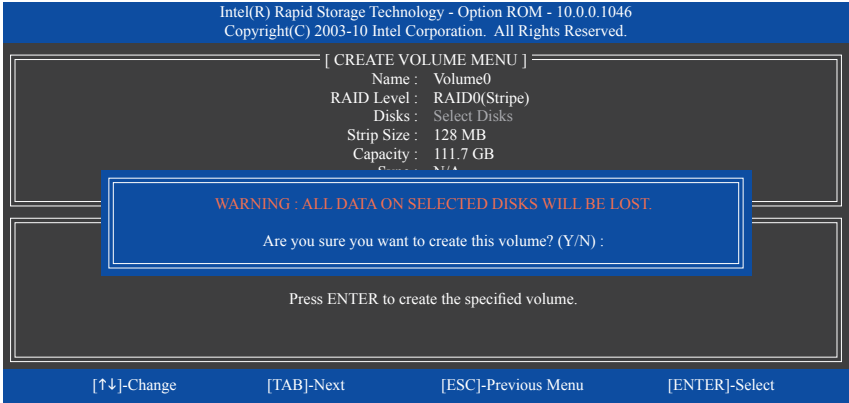 Intel(R) Rapid Storage Technology - Option ROM - 10.0.0.1046
Copyright(C) 2003-10 Intel Corporation. All Rights Reserved.
[ CREATE VOLUME MENU ]
Name : Volume0
RAID Level : RAID0(Stripe)
Disks : Select Disks
Strip Size : 128 MB
Capacity : 111.7 GB
Sync : N/A
WARNING : ALL DATA ON SELECTED DISKS WILL BE LOST.
Are you sure you want to create this volume? (Y/N) :
Press ENTER to create the specified volume.
[↑↓]-Change [TAB]-Next [ESC]-Previous Menu [ENTER]-Select